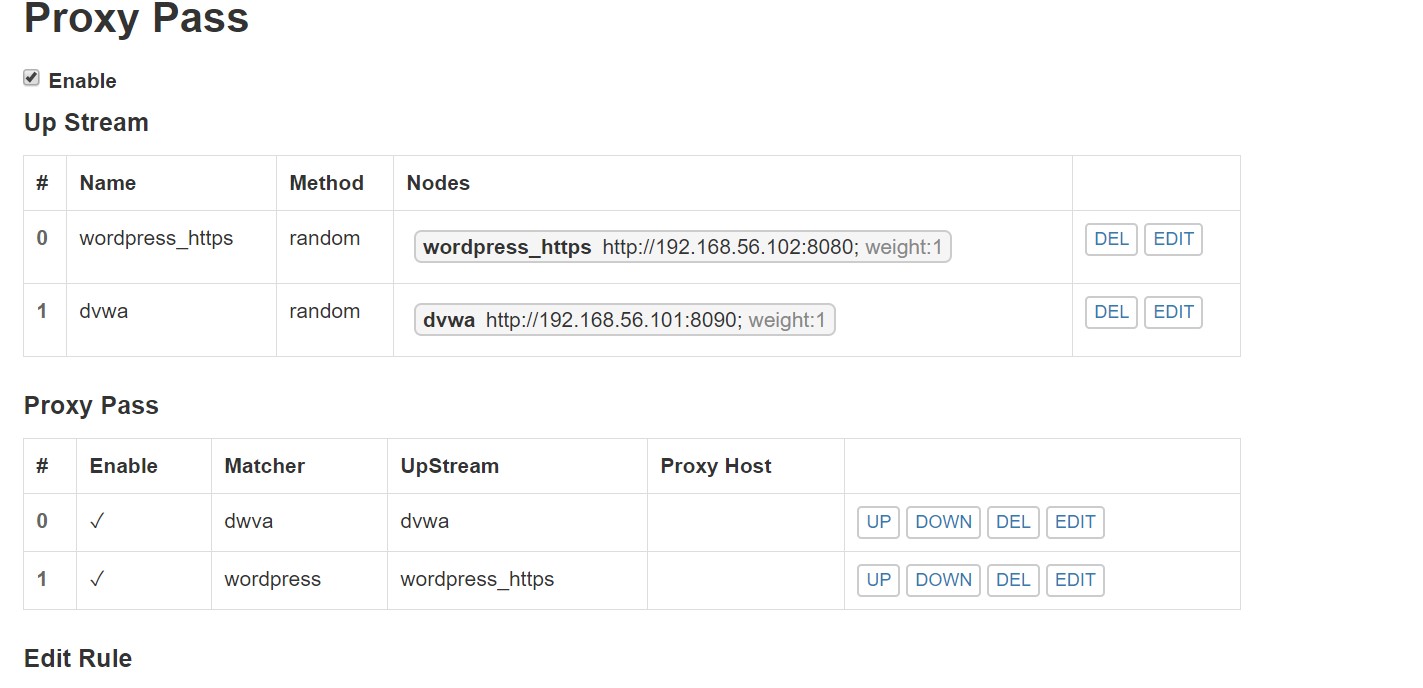 Proxy Pass
Enable
Up Stream
# Name Method Nodes
0 wordpress_https random wordpress_https http://192.168.56.102:8080; weight:1 DEL EDIT
1 dvwa random dvwa http://192.168.56.101:8090; weight:1 DEL EDIT
Proxy Pass
# Enable Matcher UpStream Proxy Host
0 ✓ dwva dvwa UP DOWN DEL EDIT
1 ✓ wordpress wordpress_https UP DOWN DEL EDIT
Edit Rule